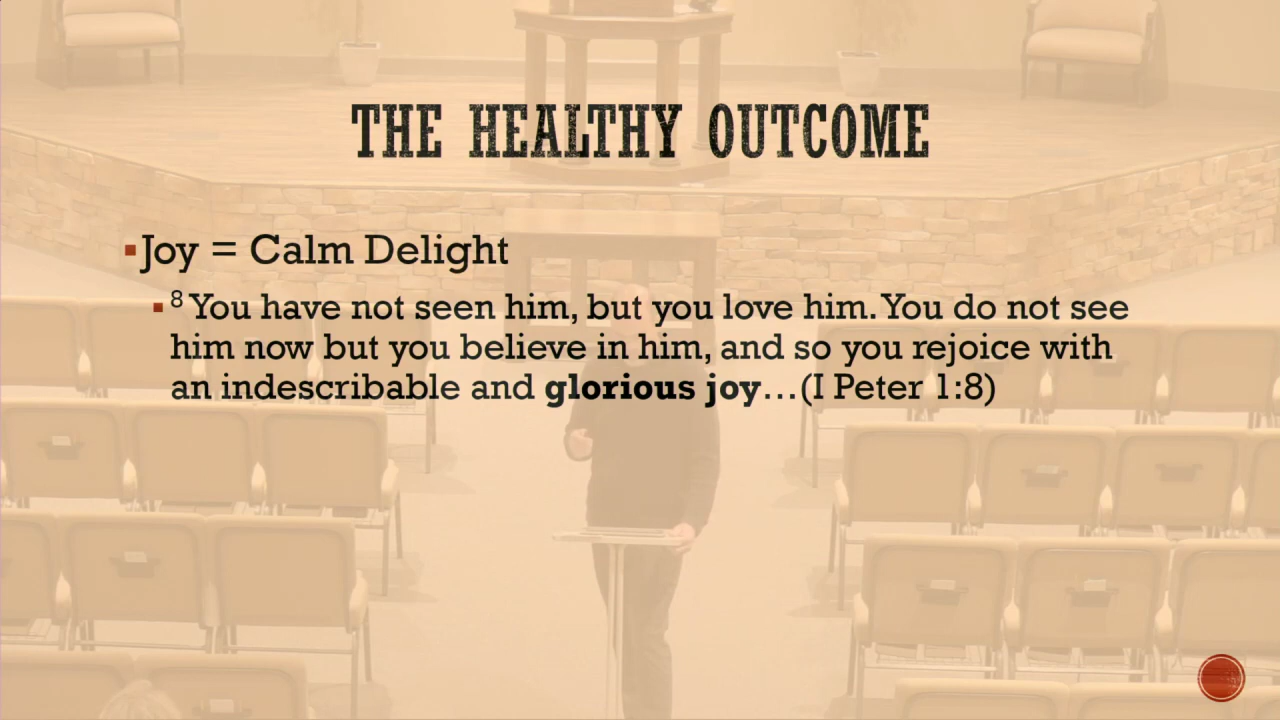 THE HEALTHY OUTCOME
▪Joy = Calm Delight
▪8 You have not seen him, but you love him. You do not see
him now but you believe in him, and so you rejoice with
an indescribable and glorious joy…(I Peter 1:8)